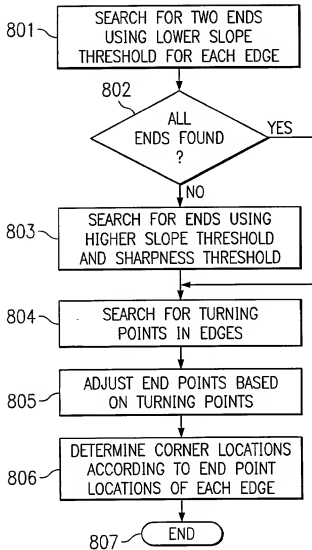 801
SEARCH FOR TWO ENDS
USING LOWER SLOPE
THRESHOLD FOR EACH EDGE
802
ALL
ENDS FOUND
?
YES
NO
803
SEARCH FOR ENDS USING
HIGHER SLOPE THRESHOLD
AND SHARPNESS THRESHOLD
804
SEARCH FOR TURNING
POINTS IN EDGES
805
ADJUST END POINTS BASED
ON TURNING POINTS
806
DETERMINE CORNER LOCATIONS
ACCORDING TO END POINT
LOCATIONS OF EACH EDGE
807
END